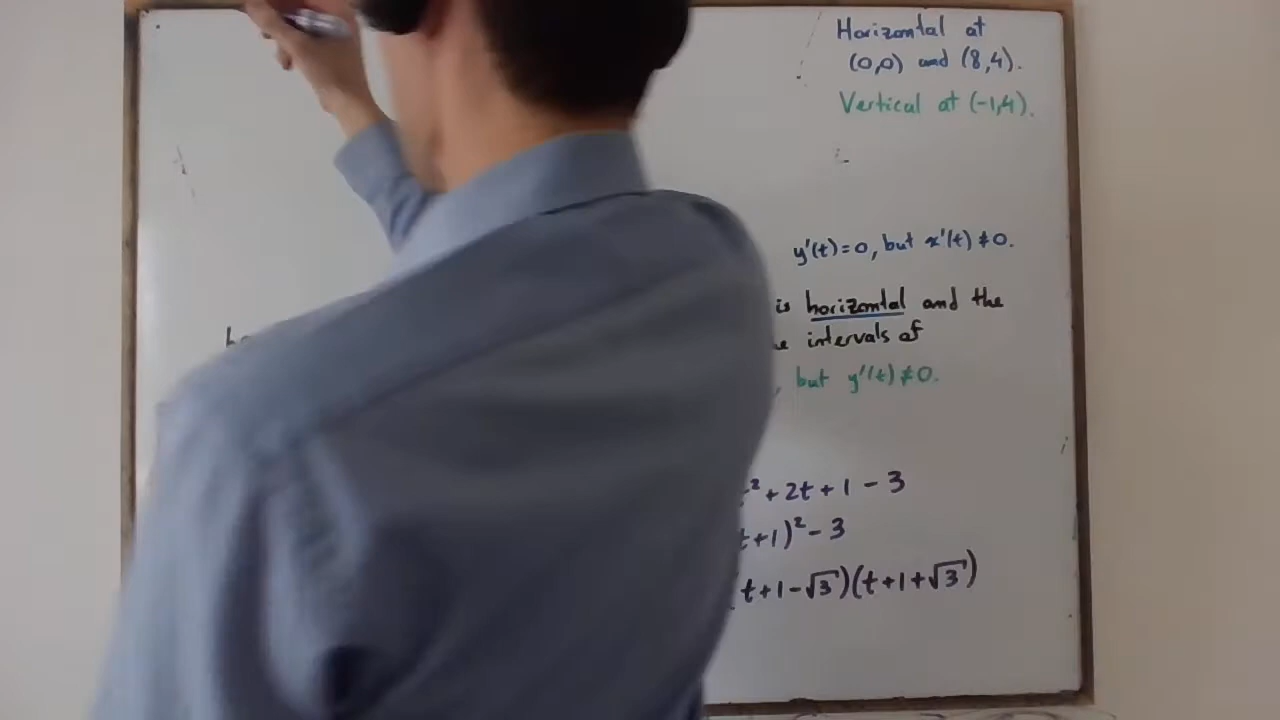 Horizontal at
(0,0) and (8,4).
Vertical at (-1,4).
y'(t)=0, but x'(t)≠0.
is horizontal and the
intervals of
but y'(t)≠0.
² + 2t + 1 - 3
t+1)² - 3
t+1-√3)(t+1+√3)